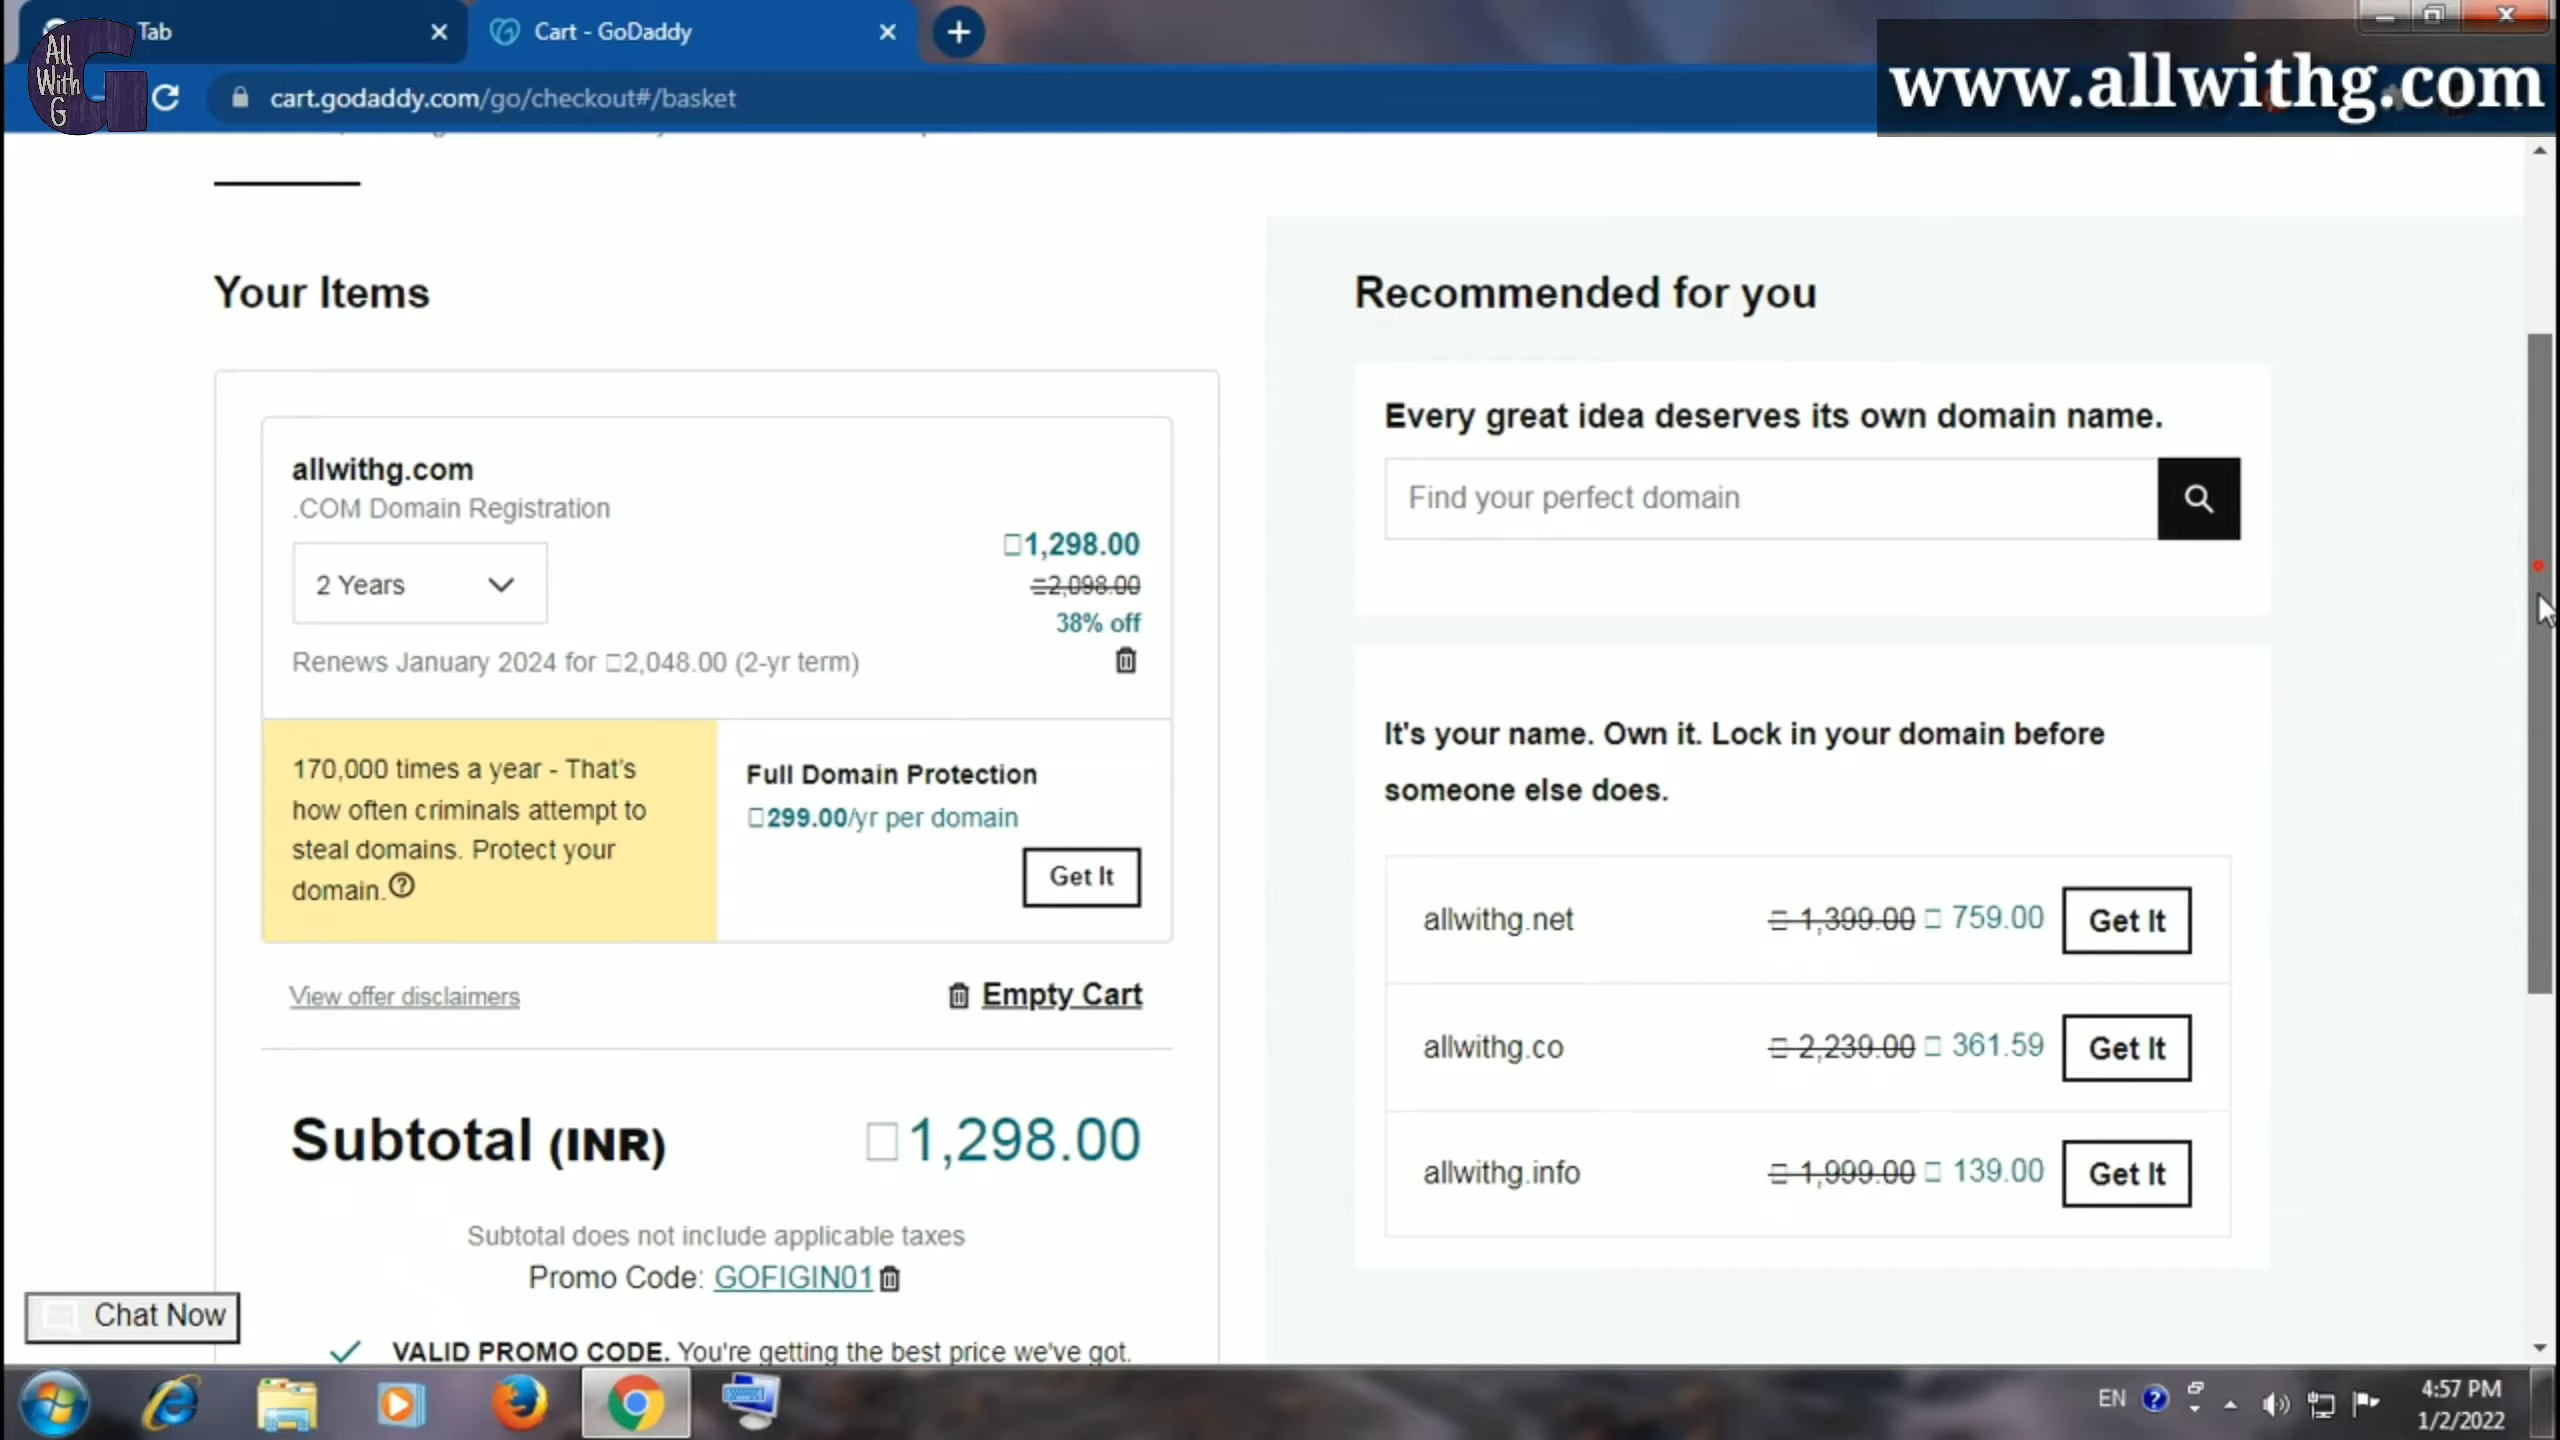 All
With
G
Tab
Cart - GoDaddy
www.allwithg.com
cart.godaddy.com/go/checkout#/basket
Your Items
allwithg.com
.COM Domain Registration
1,298.00
2,098.00
2 Years
38% off
Renews January 2024 for 2,048.00 (2-yr term)
170,000 times a year - That's
how often criminals attempt to
steal domains. Protect your
domain.
Full Domain Protection
299.00/yr per domain
Get It
View offer disclaimers
Empty Cart
Subtotal (INR) 1,298.00
Subtotal does not include applicable taxes
Promo Code: GOFIGIN01
VALID PROMO CODE. You're getting the best price we've got.
Chat Now
Recommended for you
Every great idea deserves its own domain name.
Find your perfect domain
It's your name. Own it. Lock in your domain before
someone else does.
allwithg.net 1,399.00 759.00 Get It
allwithg.co 2,239.00 361.59 Get It
allwithg.info 1,999.00 139.00 Get It
EN
4:57 PM
1/2/2022